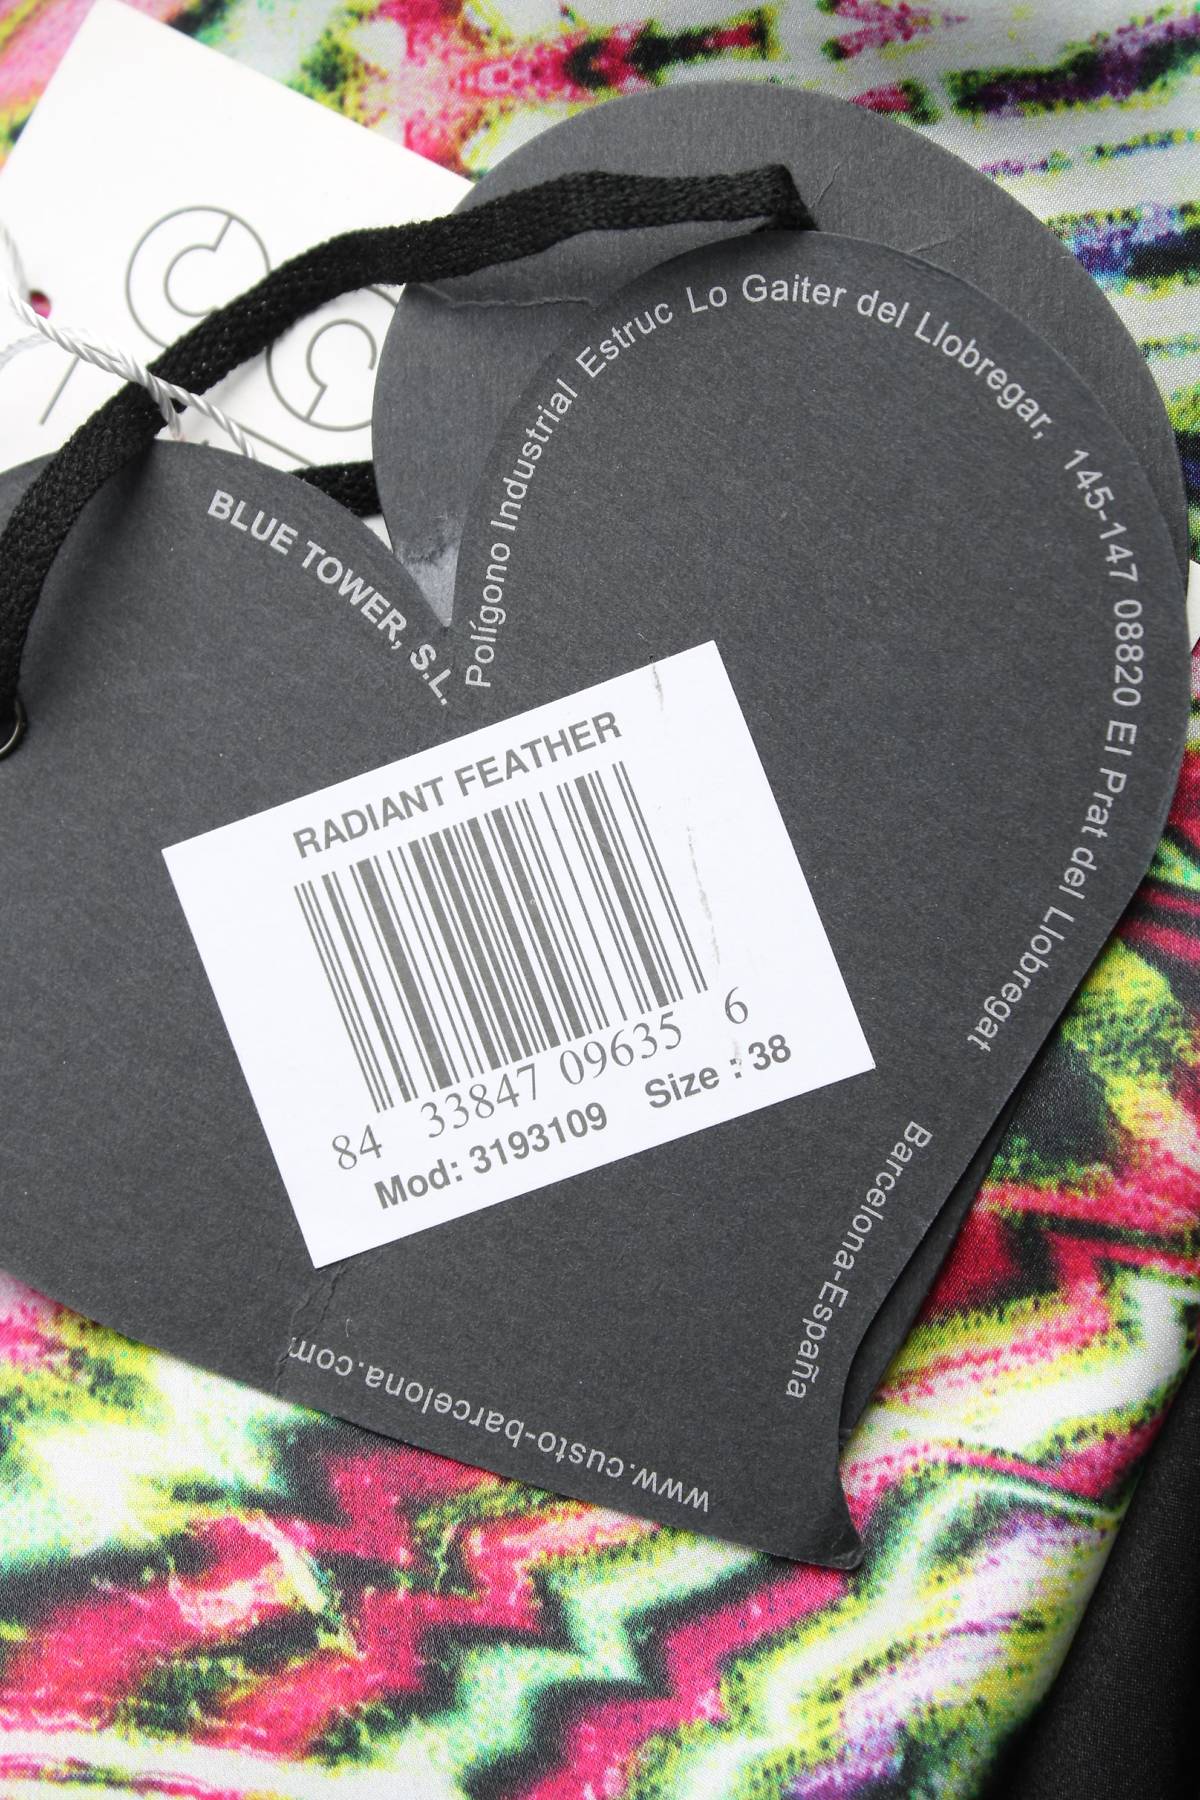 BLUE TOWER, S.L.
Polígono Industrial Estruc Lo Gaiter del Llobregar, 145-147 08820 El Prat del Llobregat
Barcelona-España
www.custo-barcelona.com
RADIANT FEATHER
84 33847 09635 6
Mod: 3193109 Size : 38